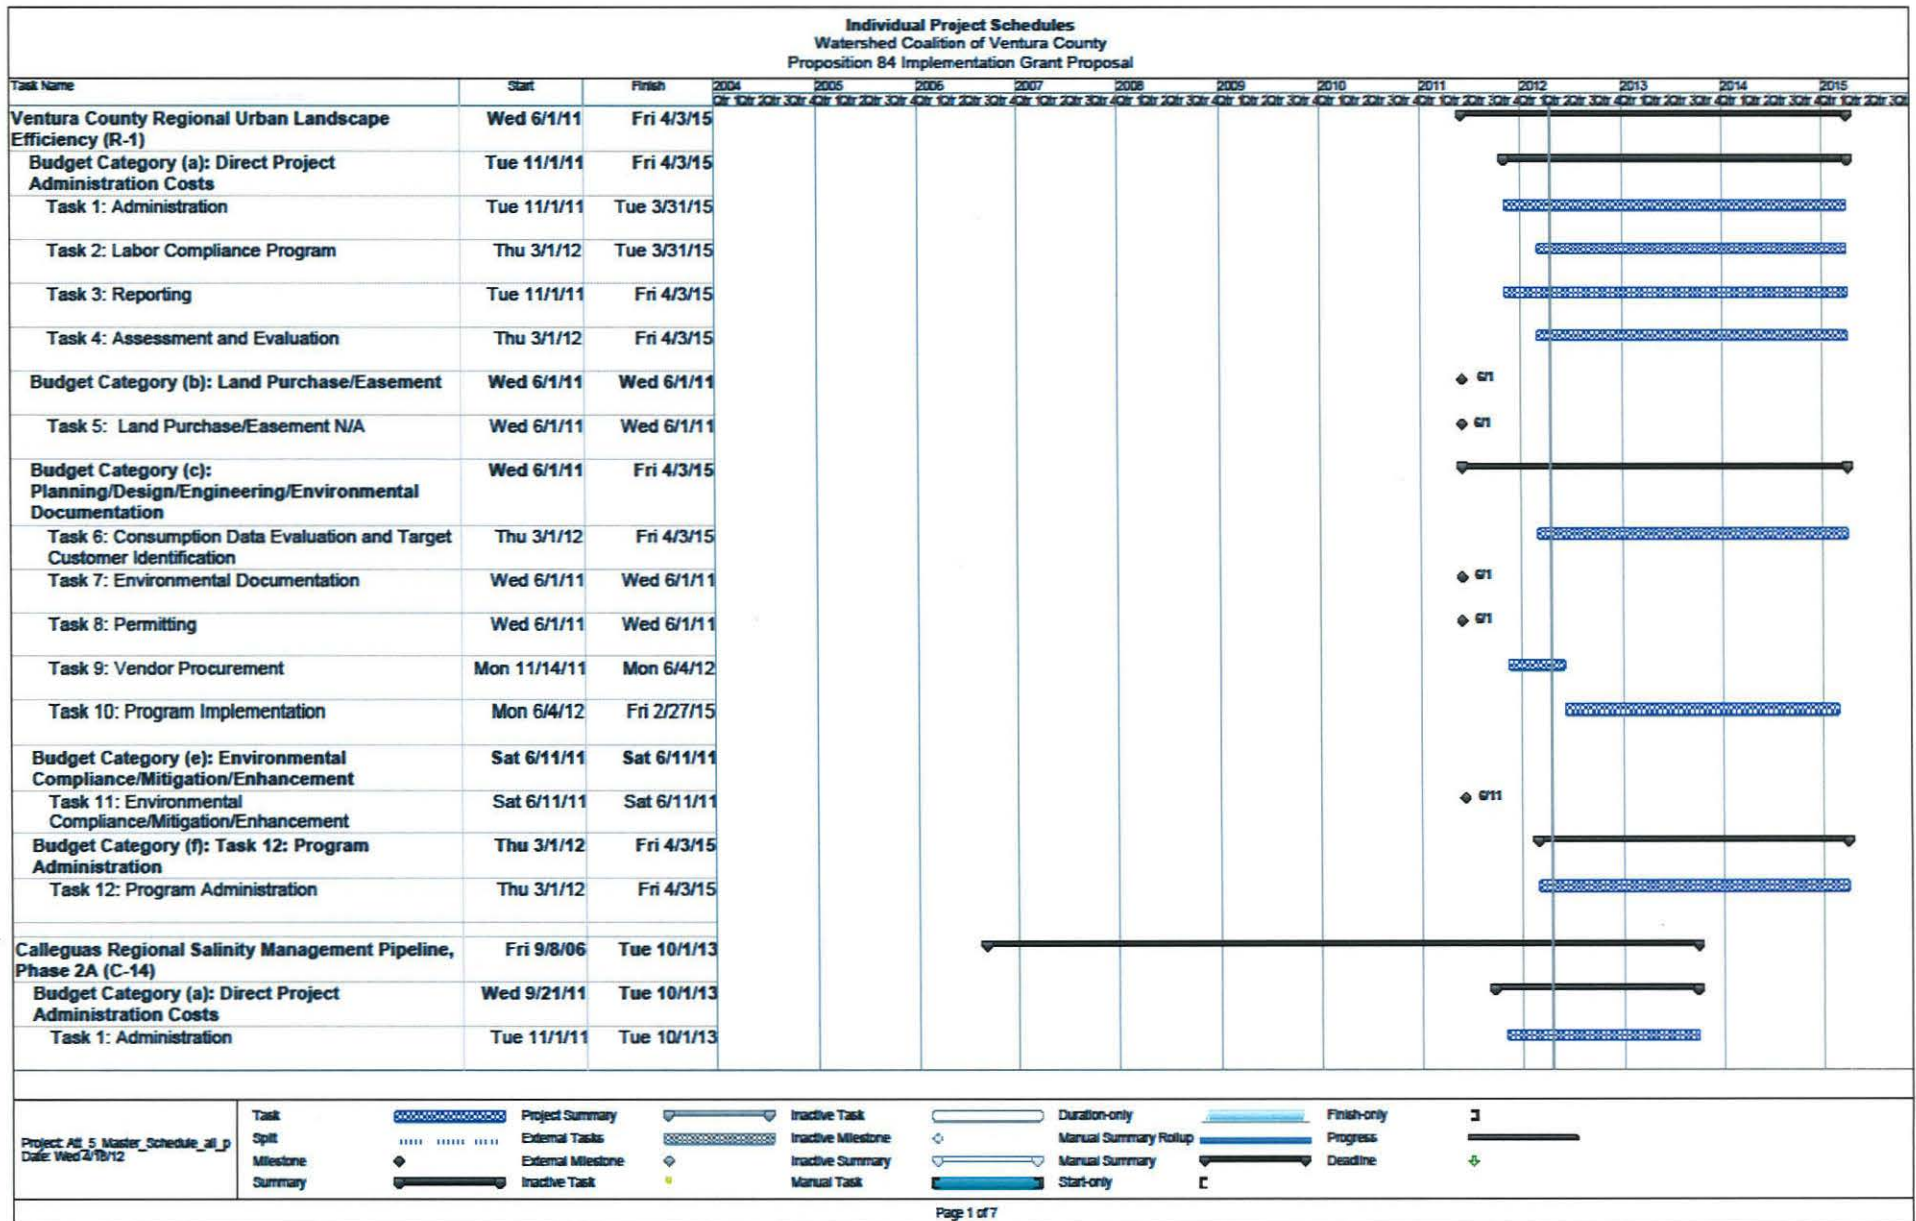 Individual Project Schedules
Watershed Coalition of Ventura County
Proposition 84 Implementation Grant Proposal
Task Name Start Finish 2004 2005 2006 2007 2008 2009 2010 2011 2012 2013 2014 2015
Ventura County Regional Urban Landscape Wed 6/1/11 Fri 4/3/15
Efficiency (R-1)
Budget Category (a): Direct Project Tue 11/1/11 Fri 4/3/15
Administration Costs
Task 1: Administration Tue 11/1/11 Tue 3/31/15
Task 2: Labor Compliance Program Thu 3/1/12 Tue 3/31/15
Task 3: Reporting Tue 11/1/11 Fri 4/3/15
Task 4: Assessment and Evaluation Thu 3/1/12 Fri 4/3/15
Budget Category (b): Land Purchase/Easement Wed 6/1/11 Wed 6/1/11 6/1
Task 5: Land Purchase/Easement N/A Wed 6/1/11 Wed 6/1/11 6/1
Budget Category (c): Wed 6/1/11 Fri 4/3/15
Planning/Design/Engineering/Environmental
Documentation
Task 6: Consumption Data Evaluation and Target Thu 3/1/12 Fri 4/3/15
Customer Identification
Task 7: Environmental Documentation Wed 6/1/11 Wed 6/1/11 6/1
Task 8: Permitting Wed 6/1/11 Wed 6/1/11 6/1
Task 9: Vendor Procurement Mon 11/14/11 Mon 6/4/12
Task 10: Program Implementation Mon 6/4/12 Fri 2/27/15
Budget Category (e): Environmental Sat 6/11/11 Sat 6/11/11
Compliance/Mitigation/Enhancement
Task 11: Environmental Sat 6/11/11 Sat 6/11/11 6/11
Compliance/Mitigation/Enhancement
Budget Category (f): Task 12: Program Thu 3/1/12 Fri 4/3/15
Administration
Task 12: Program Administration Thu 3/1/12 Fri 4/3/15
Calleguas Regional Salinity Management Pipeline, Fri 9/8/06 Tue 10/1/13
Phase 2A (C-14)
Budget Category (a): Direct Project Wed 9/21/11 Tue 10/1/13
Administration Costs
Task 1: Administration Tue 11/1/11 Tue 10/1/13
Project: Att_5_Master_Schedule_all_p
Date: Wed 4/18/12
Task Project Summary Inactive Task Duration-only Finish-only
Split External Tasks Inactive Milestone Manual Summary Rollup Progress
Milestone External Milestone Inactive Summary Manual Summary Deadline
Summary Inactive Task Manual Task Start-only
Page 1 of 7